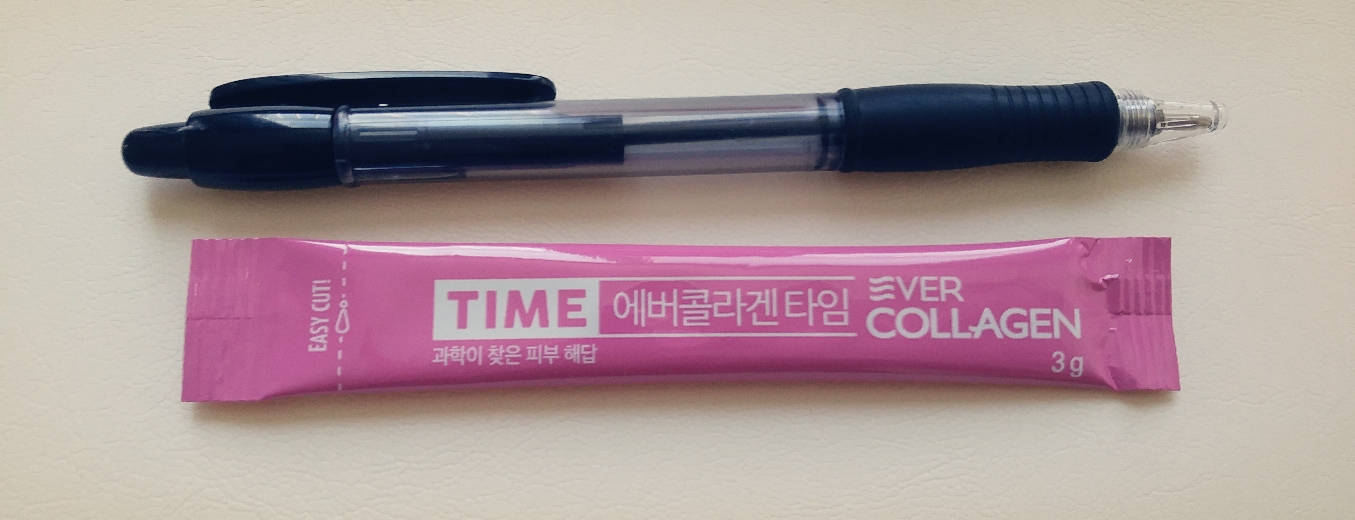 EASY CUT!
TIME 에버콜라겐 타임
과학이 찾은 피부 해답
EVER
COLLAGEN
3g